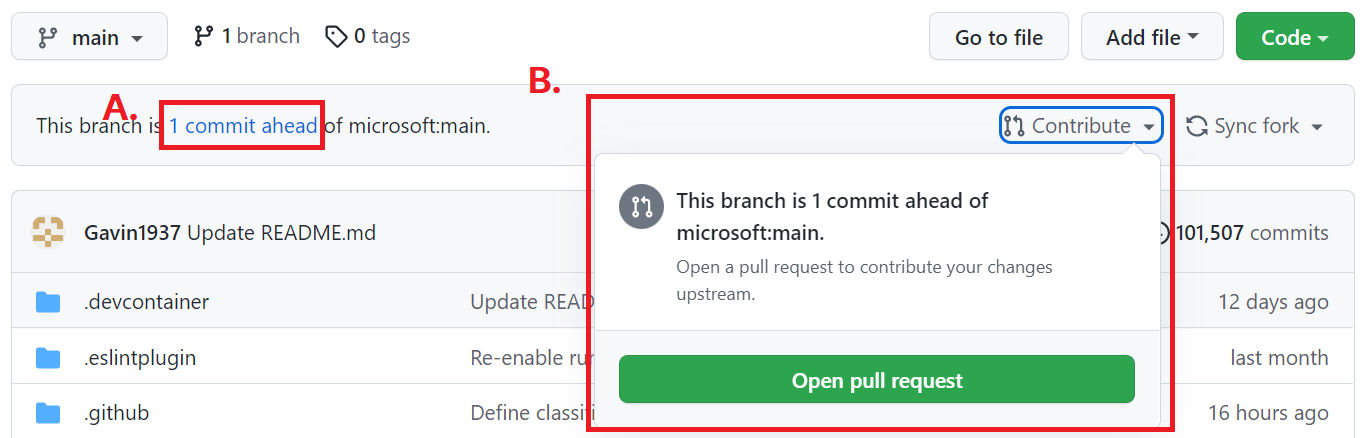 main
1 branch
0 tags
Go to file
Add file
Code
A.
B.
This branch is 1 commit ahead of microsoft:main.
Contribute
Sync fork
This branch is 1 commit ahead of
microsoft:main.
Open a pull request to contribute your changes
upstream.
Open pull request
Gavin1937 Update README.md
101,507 commits
.devcontainer
Update READ
12 days ago
.eslintplugin
Re-enable
last month
.github
Define classifi
16 hours ago